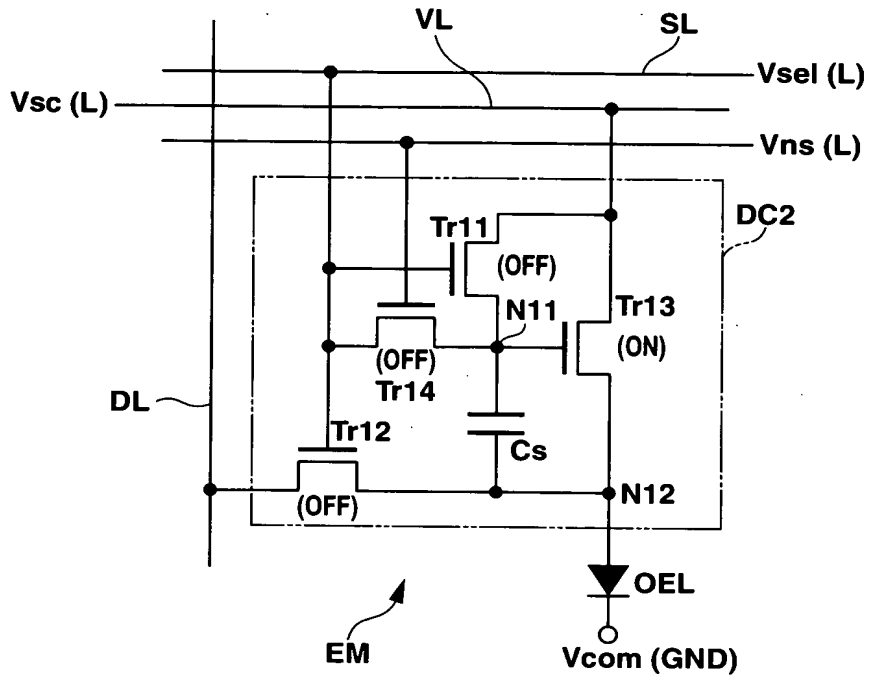 VL
SL
Vsel (L)
Vsc (L)
Vns (L)
DC2
Tr11
(OFF)
N11
Tr13
(ON)
(OFF)
Tr14
DL
Tr12
Cs
(OFF)
N12
OEL
EM
Vcom (GND)